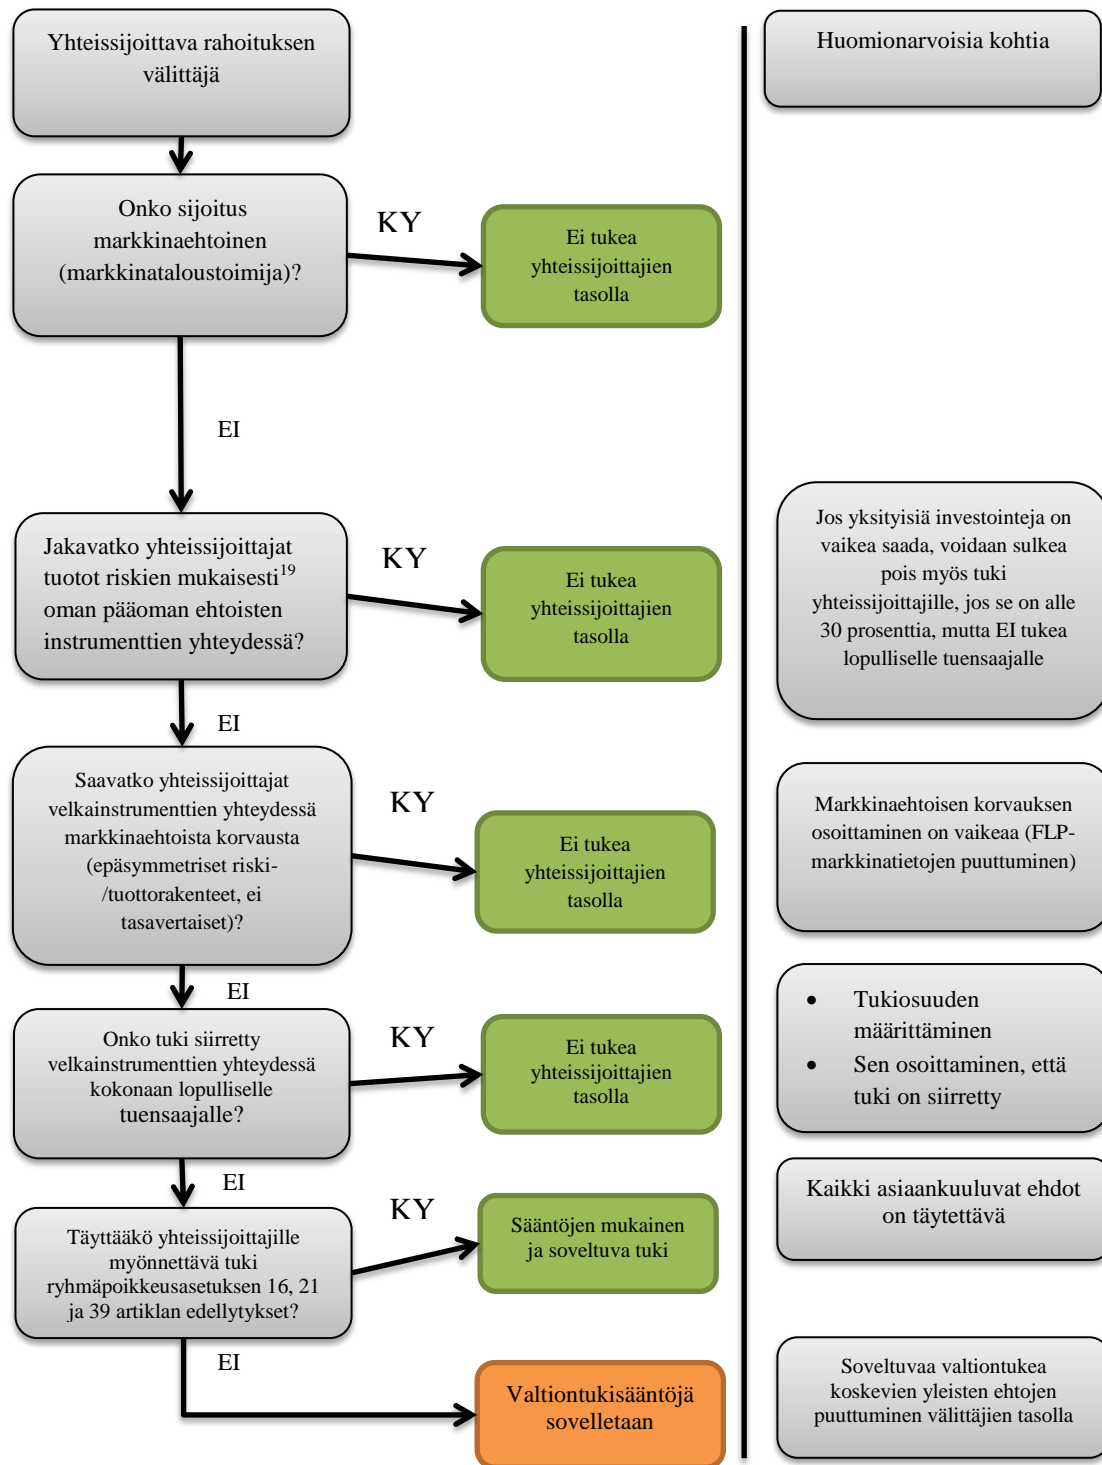 Yhteissijoittava rahoituksen
välittäjä
Huomionarvoisia kohtia
Onko sijoitus
markkinaehtoinen
(markkinataloustoimija)?
KY
Ei tukea
yhteissijoittajien
tasolla
EI
Jakavatko yhteissijoittajat
tuotot riskien mukaisesti19
oman pääoman ehtoisten
instrumenttien yhteydessä?
KY
Ei tukea
yhteissijoittajien
tasolla
Jos yksityisiä investointeja on
vaikea saada, voidaan sulkea
pois myös tuki
yhteissijoittajille, jos se on alle
30 prosenttia, mutta EI tukea
lopulliselle tuensaajalle
EI
Saavatko yhteissijoittajat
velkainstrumenttien yhteydessä
markkinaehtoista korvausta
(epäsymmetriset riski-
/tuottorakenteet, ei
tasavertaiset)?
KY
Ei tukea
yhteissijoittajien
tasolla
Markkinaehtoisen korvauksen
osoittaminen on vaikeaa (FLP-
markkinatietojen puuttuminen)
EI
Onko tuki siirretty
velkainstrumenttien yhteydessä
kokonaan lopulliselle
tuensaajalle?
KY
Ei tukea
yhteissijoittajien
tasolla
• Tukiosuuden
määrittäminen
• Sen osoittaminen, että
tuki on siirretty
EI
Täyttääkö yhteissijoittajille
myönnettävä tuki
ryhmäpoikkeusasetuksen 16, 21
ja 39 artiklan edellytykset?
KY
Sääntöjen mukainen
ja soveltuva tuki
Kaikki asiaankuuluvat ehdot
on täytettävä
EI
Valtiontukisääntöjä
sovelletaan
Soveltuvaa valtiontukea
koskevien yleisten ehtojen
puuttuminen välittäjien tasolla